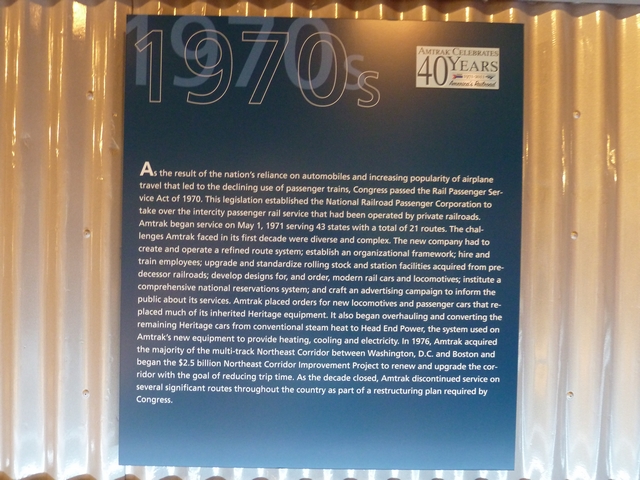 1970s
AMTRAK CELEBRATES
40 YEARS
America's Railroad
As the result of the nation's reliance on automobiles and increasing popularity of airplane
travel that led to the declining use of passenger trains, Congress passed the Rail Passenger Ser-
vice Act of 1970. This legislation established the National Railroad Passenger Corporation to
take over the intercity passenger rail service that had been operated by private railroads.
Amtrak began service on May 1, 1971 serving 43 states with a total of 21 routes. The chal-
lenges Amtrak faced in its first decade were diverse and complex. The new company had to
create and operate a refined route system; establish an organizational framework; hire and
train employees; upgrade and standardize rolling stock and station facilities acquired from pre-
decessor railroads; develop designs for, and order, modern rail cars and locomotives; institute a
comprehensive national reservations system; and craft an advertising campaign to inform the
public about its services. Amtrak placed orders for new locomotives and passenger cars that re-
placed much of its inherited Heritage equipment. It also began overhauling and converting the
remaining Heritage cars from conventional steam heat to Head End Power, the system used on
Amtrak's new equipment to provide heating, cooling and electricity. In 1976, Amtrak acquired
the majority of the multi-track Northeast Corridor between Washington, D.C. and Boston and
began the $2.5 billion Northeast Corridor Improvement Project to renew and upgrade the cor-
ridor with the goal of reducing trip time. As the decade closed, Amtrak discontinued service on
several significant routes throughout the country as part of a restructuring plan required by
Congress.